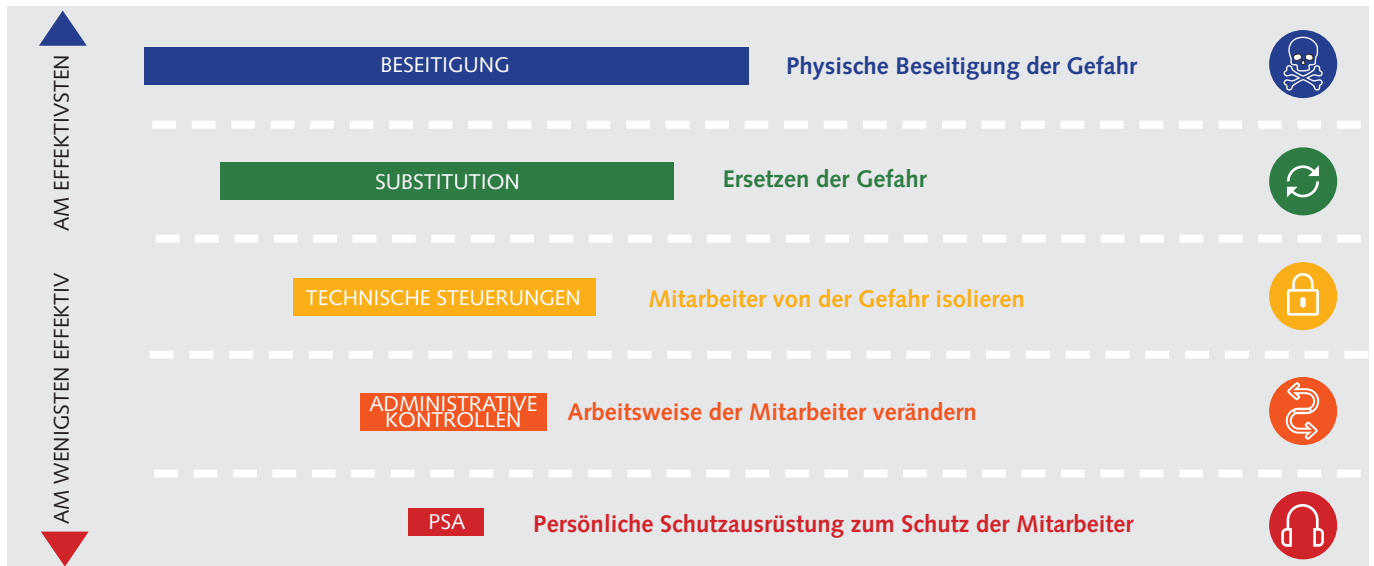 AM EFFEKTIVSTEN
BESEITIGUNG
Physische Beseitigung der Gefahr
SUBSTITUTION
Ersetzen der Gefahr
TECHNISCHE STEUERUNGEN
Mitarbeiter von der Gefahr isolieren
AM WENIGSTEN EFFEKTIV
ADMINISTRATIVE
KONTROLLEN
Arbeitsweise der Mitarbeiter verändern
PSA
Persönliche Schutzausrüstung zum Schutz der Mitarbeiter